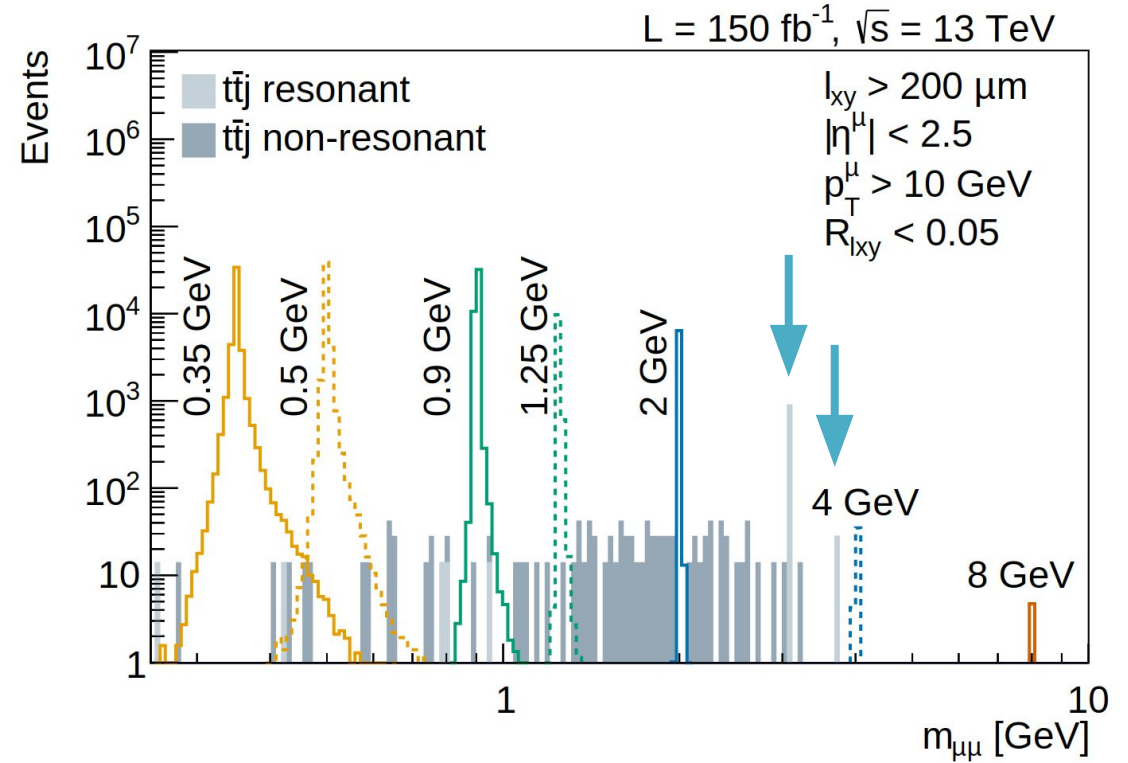 L = 150 fb⁻¹, √s = 13 TeV
Events
10⁷
10⁶
10⁵
10⁴
10³
10²
10
1
tt̄j resonant
tt̄j non-resonant
lₓᵧ > 200 µm
|η^µ| < 2.5
p_T^µ > 10 GeV
R_lxy < 0.05
0.35 GeV
0.5 GeV
0.9 GeV
1.25 GeV
2 GeV
4 GeV
8 GeV
1
10
m_µµ [GeV]